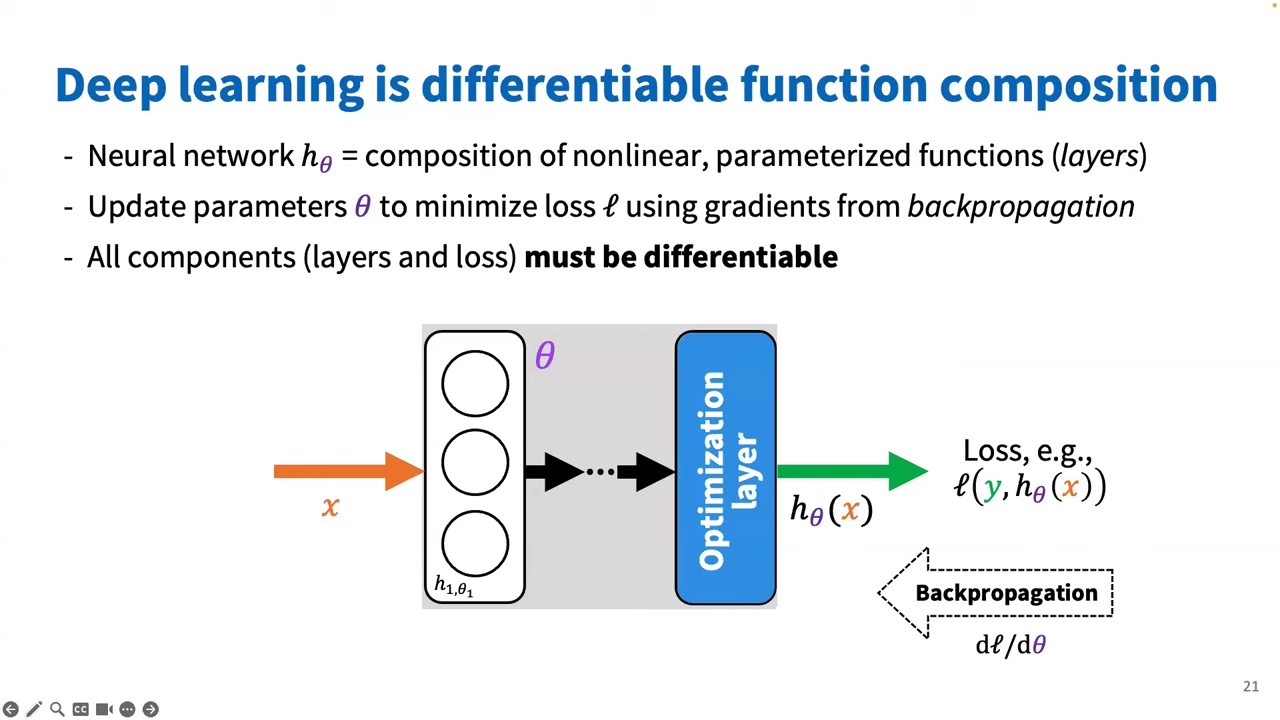 Deep learning is differentiable function composition
- Neural network hθ = composition of nonlinear, parameterized functions (layers)
- Update parameters θ to minimize loss ℓ using gradients from backpropagation
- All components (layers and loss) must be differentiable
θ
x
h1,θ1
Optimization
layer
hθ(x)
Loss, e.g.,
ℓ(y, hθ(x))
Backpropagation
dℓ/dθ
21
CC